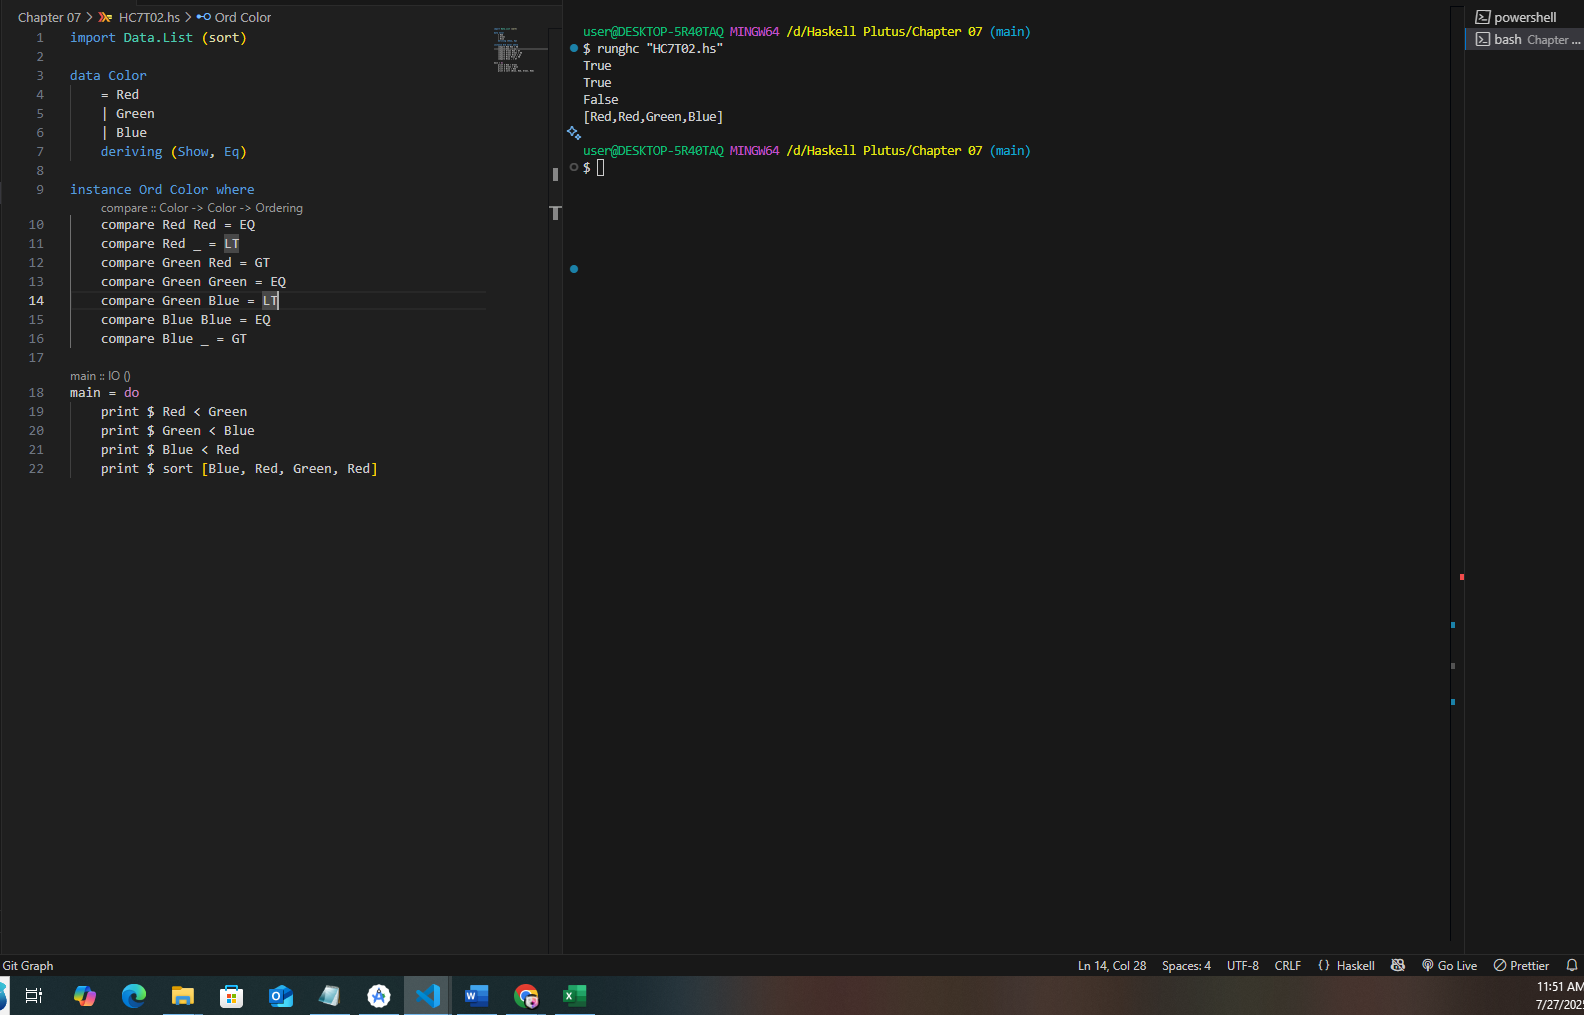 Chapter 07 > HC7T02.hs > Ord Color
1 import Data.List (sort)
2
3 data Color
4 = Red
5 | Green
6 | Blue
7 deriving (Show, Eq)
8
9 instance Ord Color where
compare :: Color -> Color -> Ordering
10 compare Red Red = EQ
11 compare Red _ = LT
12 compare Green Red = GT
13 compare Green Green = EQ
14 compare Green Blue = LT
15 compare Blue Blue = EQ
16 compare Blue _ = GT
17
main :: IO ()
18 main = do
19 print $ Red < Green
20 print $ Green < Blue
21 print $ Blue < Red
22 print $ sort [Blue, Red, Green, Red]
user@DESKTOP-5R40TAQ MINGW64 /d/Haskell Plutus/Chapter 07 (main)
$ runghc "HC7T02.hs"
True
True
False
[Red,Red,Green,Blue]
user@DESKTOP-5R40TAQ MINGW64 /d/Haskell Plutus/Chapter 07 (main)
$
powershell
bash Chapter ...
Git Graph
Ln 14, Col 28
Spaces: 4
UTF-8
CRLF
{ } Haskell
Go Live
Prettier
11:51 AM
7/27/202